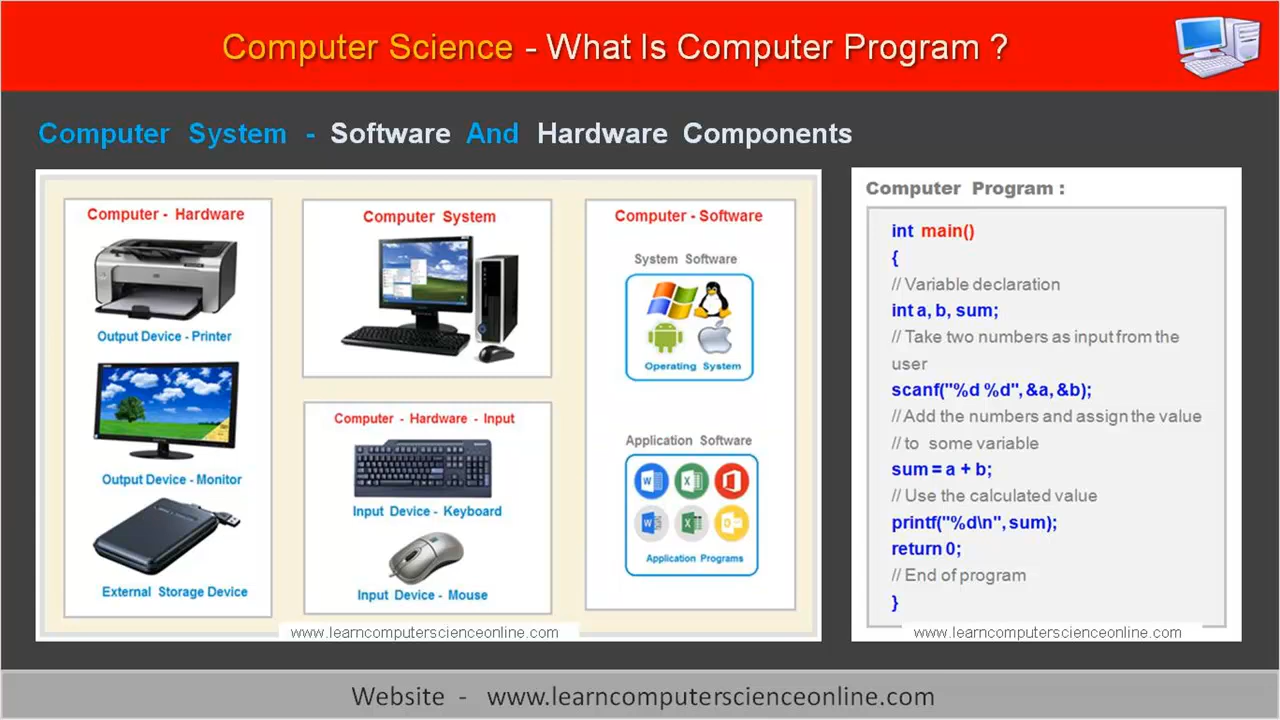 Computer Science - What Is Computer Program ?
Computer System - Software And Hardware Components
Computer - Hardware
Output Device - Printer
Output Device - Monitor
External Storage Device
Computer System
Computer - Hardware - Input
Input Device - Keyboard
Input Device - Mouse
Computer - Software
System Software
Operating System
Application Software
Application Programs
www.learncomputerscienceonline.com
Computer Program :
int main()
{
// Variable declaration
int a, b, sum;
// Take two numbers as input from the
user
scanf("%d %d", &a, &b);
// Add the numbers and assign the value
// to some variable
sum = a + b;
// Use the calculated value
printf("%d\n", sum);
return 0;
// End of program
}
www.learncomputerscienceonline.com
Website - www.learncomputerscienceonline.com